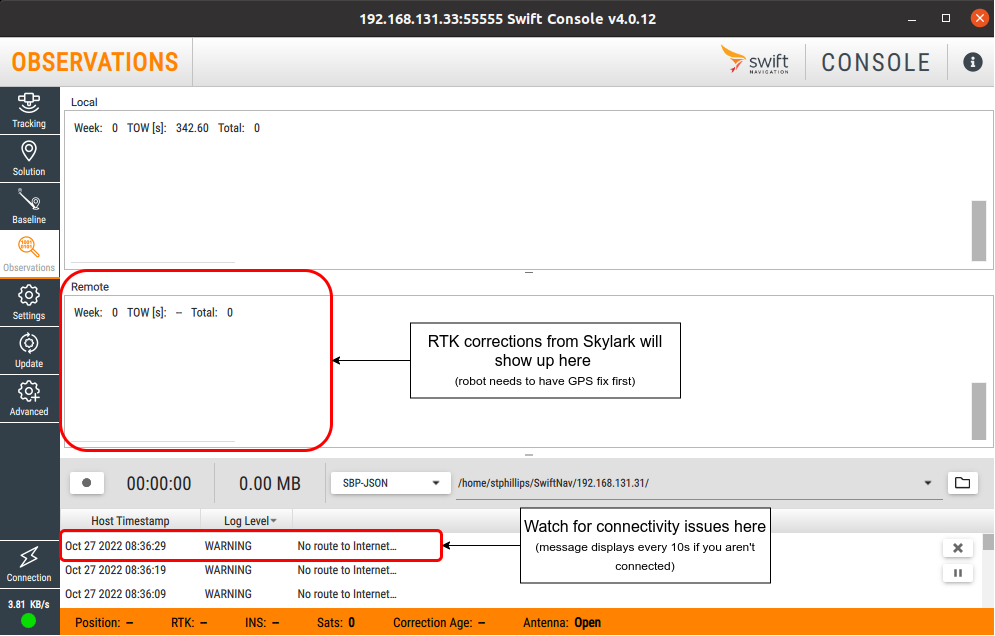 192.168.131.33:55555 Swift Console v4.0.12
OBSERVATIONS
swift
NAVIGATION
CONSOLE
Tracking
Solution
Baseline
Observations
Settings
Update
Advanced
Connection
3.81 KB/s
Local
Week: 0 TOW [s]: 342.60 Total: 0
Remote
Week: 0 TOW [s]: -- Total: 0
RTK corrections from Skylark will
show up here
(robot needs to have GPS fix first)
00:00:00
0.00 MB
SBP-JSON
/home/stphillips/SwiftNav/192.168.131.31/
Host Timestamp Log Level
Oct 27 2022 08:36:29 WARNING No route to Internet...
Oct 27 2022 08:36:19 WARNING No route to Internet...
Oct 27 2022 08:36:09 WARNING No route to Internet...
Watch for connectivity issues here
(message displays every 10s if you aren't
connected)
Position: -- RTK: -- INS: -- Sats: 0 Correction Age: -- Antenna: Open